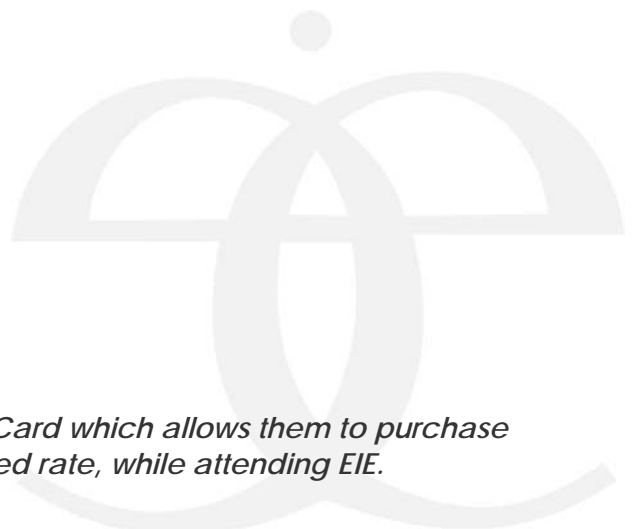 Card which allows them to purchase
ed rate, while attending EIE.